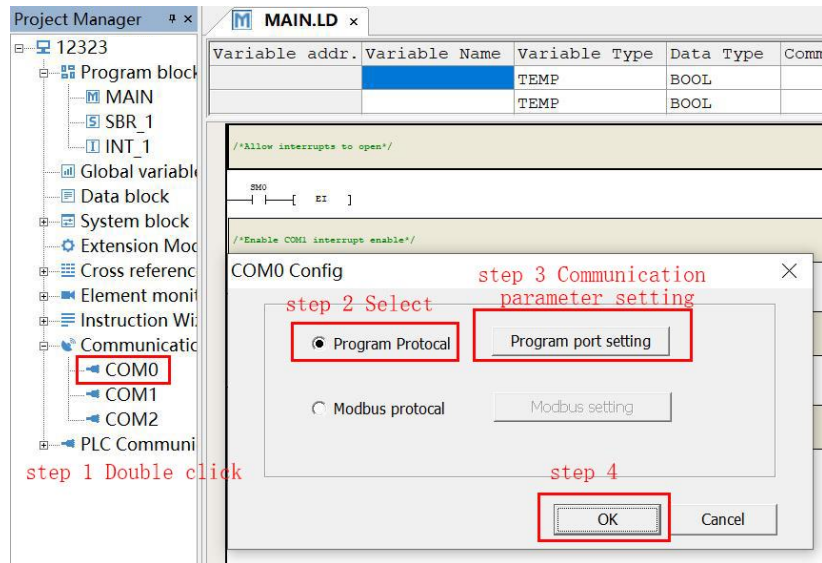 Project Manager
MAIN.LD
12323
Program block
MAIN
SBR_1
INT_1
Global variable
Data block
System block
Extension Mod
Cross referenc
Element monit
Instruction Wi
Communicatio
COM0
COM1
COM2
PLC Communi
step 1 Double click
Variable addr. Variable Name Variable Type Data Type Comm
TEMP BOOL
TEMP BOOL
/*Allow interrupts to open*/
SM0
[ EI ]
/*Enable COM1 interrupt enable*/
COM0 Config
step 3 Communication
parameter setting
step 2 Select
Program Protocal
Program port setting
Modbus protocal
Modbus setting
step 4
OK
Cancel